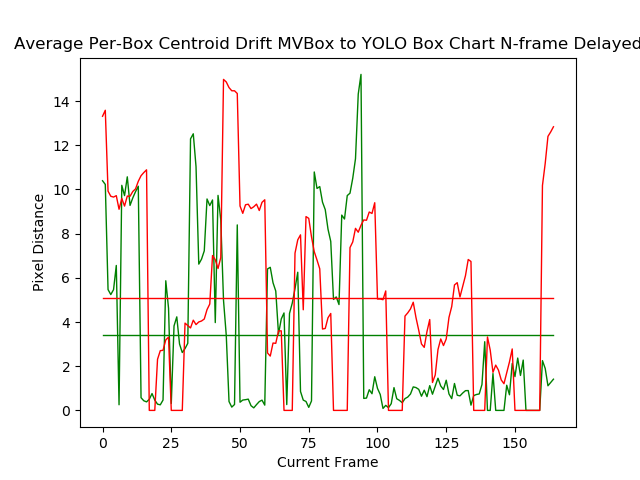 Average Per-Box Centroid Drift MVBox to YOLO Box Chart N-frame Delayed
14
12
10
8
6
4
2
0
Pixel Distance
0 25 50 75 100 125 150
Current Frame